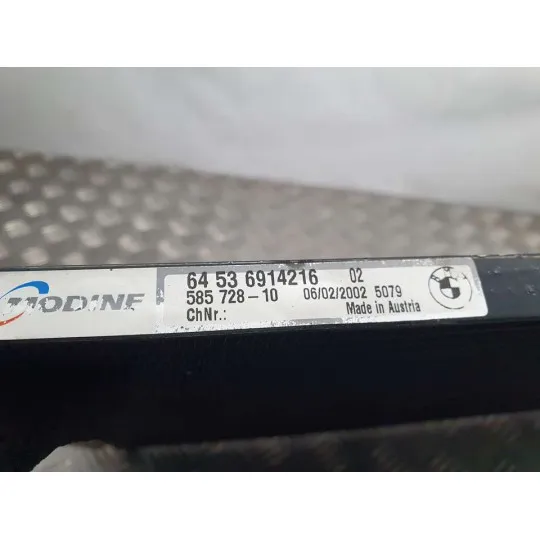 MODINE
64 53 6914216 02
585 728-10 06/02/2002 5079
ChNr.: Made in Austria